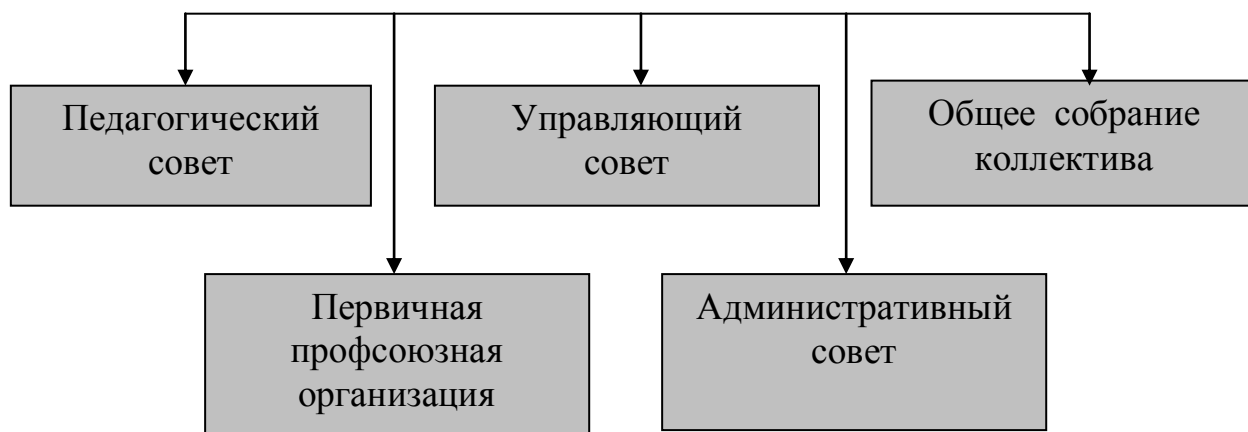 Педагогический
совет
Управляющий
совет
Общее собрание
коллектива
Первичная
профсоюзная
организация
Административный
совет